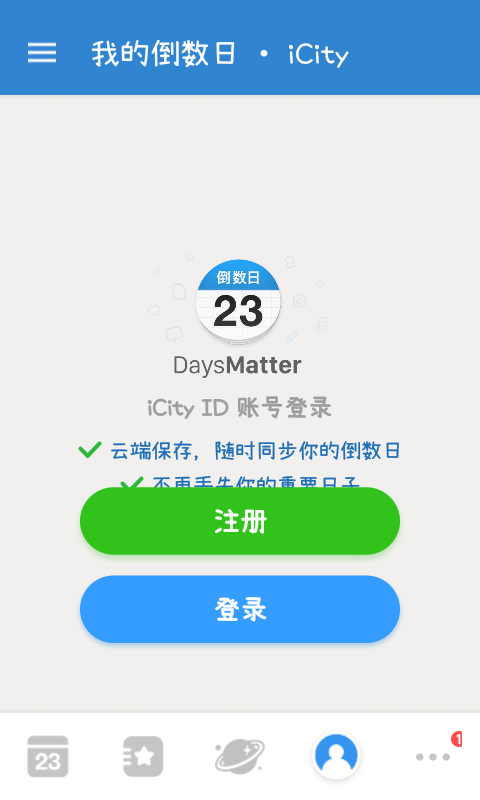 我的倒数日 · iCity
倒数日
23
DaysMatter
iCity ID 账号登录
云端保存，随时同步你的倒数日
不再丢失你的重要日子
注册
登录
23
1